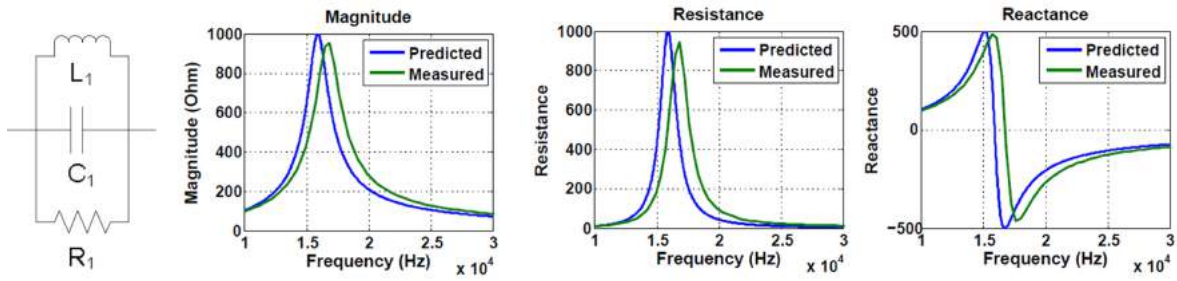 L1
C1
R1
Magnitude
Magnitude (Ohm)
1000
800
600
400
200
0
Predicted
Measured
1
1.5
2
2.5
3
Frequency (Hz)
x 10^4
Resistance
Resistance
1000
800
600
400
200
0
Predicted
Measured
1
1.5
2
2.5
3
Frequency (Hz)
x 10^4
Reactance
Reactance
500
0
−500
Predicted
Measured
1
1.5
2
2.5
3
Frequency (Hz)
x 10^4